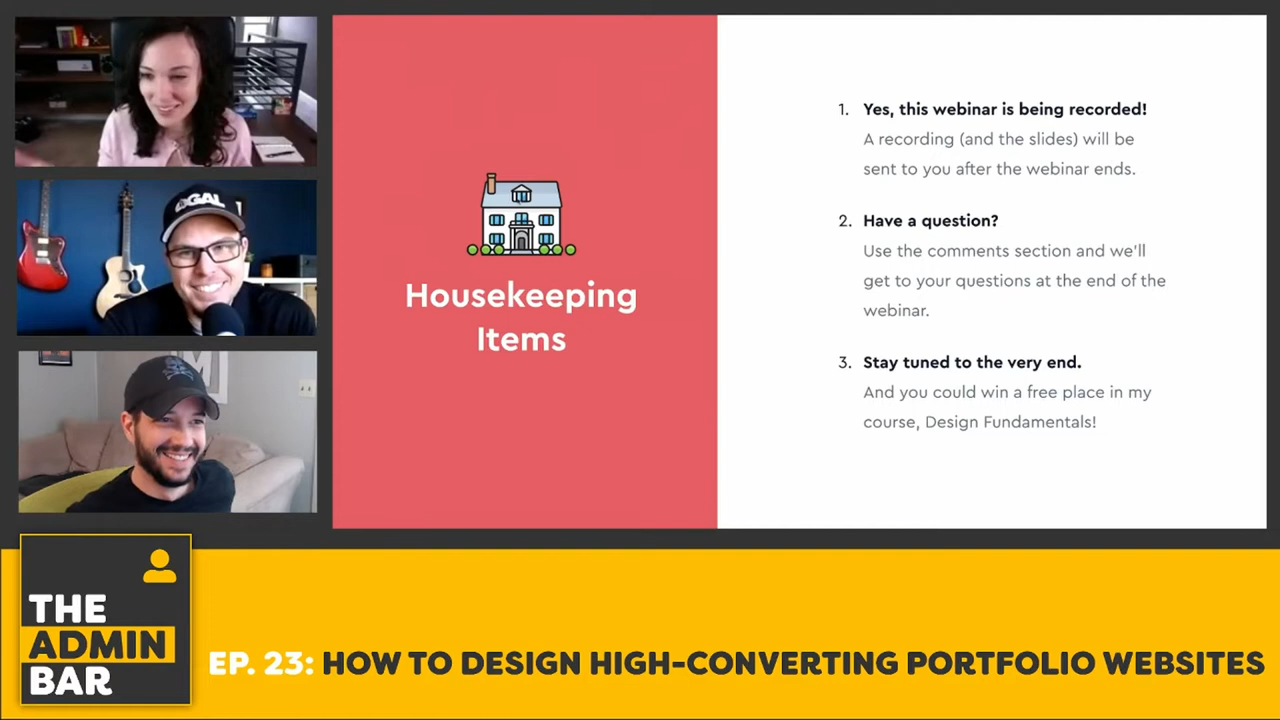 GAL
Housekeeping
Items
1. Yes, this webinar is being recorded!
A recording (and the slides) will be
sent to you after the webinar ends.
2. Have a question?
Use the comments section and we'll
get to your questions at the end of the
webinar.
3. Stay tuned to the very end.
And you could win a free place in my
course, Design Fundamentals!
THE
ADMIN
BAR
EP. 23: HOW TO DESIGN HIGH-CONVERTING PORTFOLIO WEBSITES